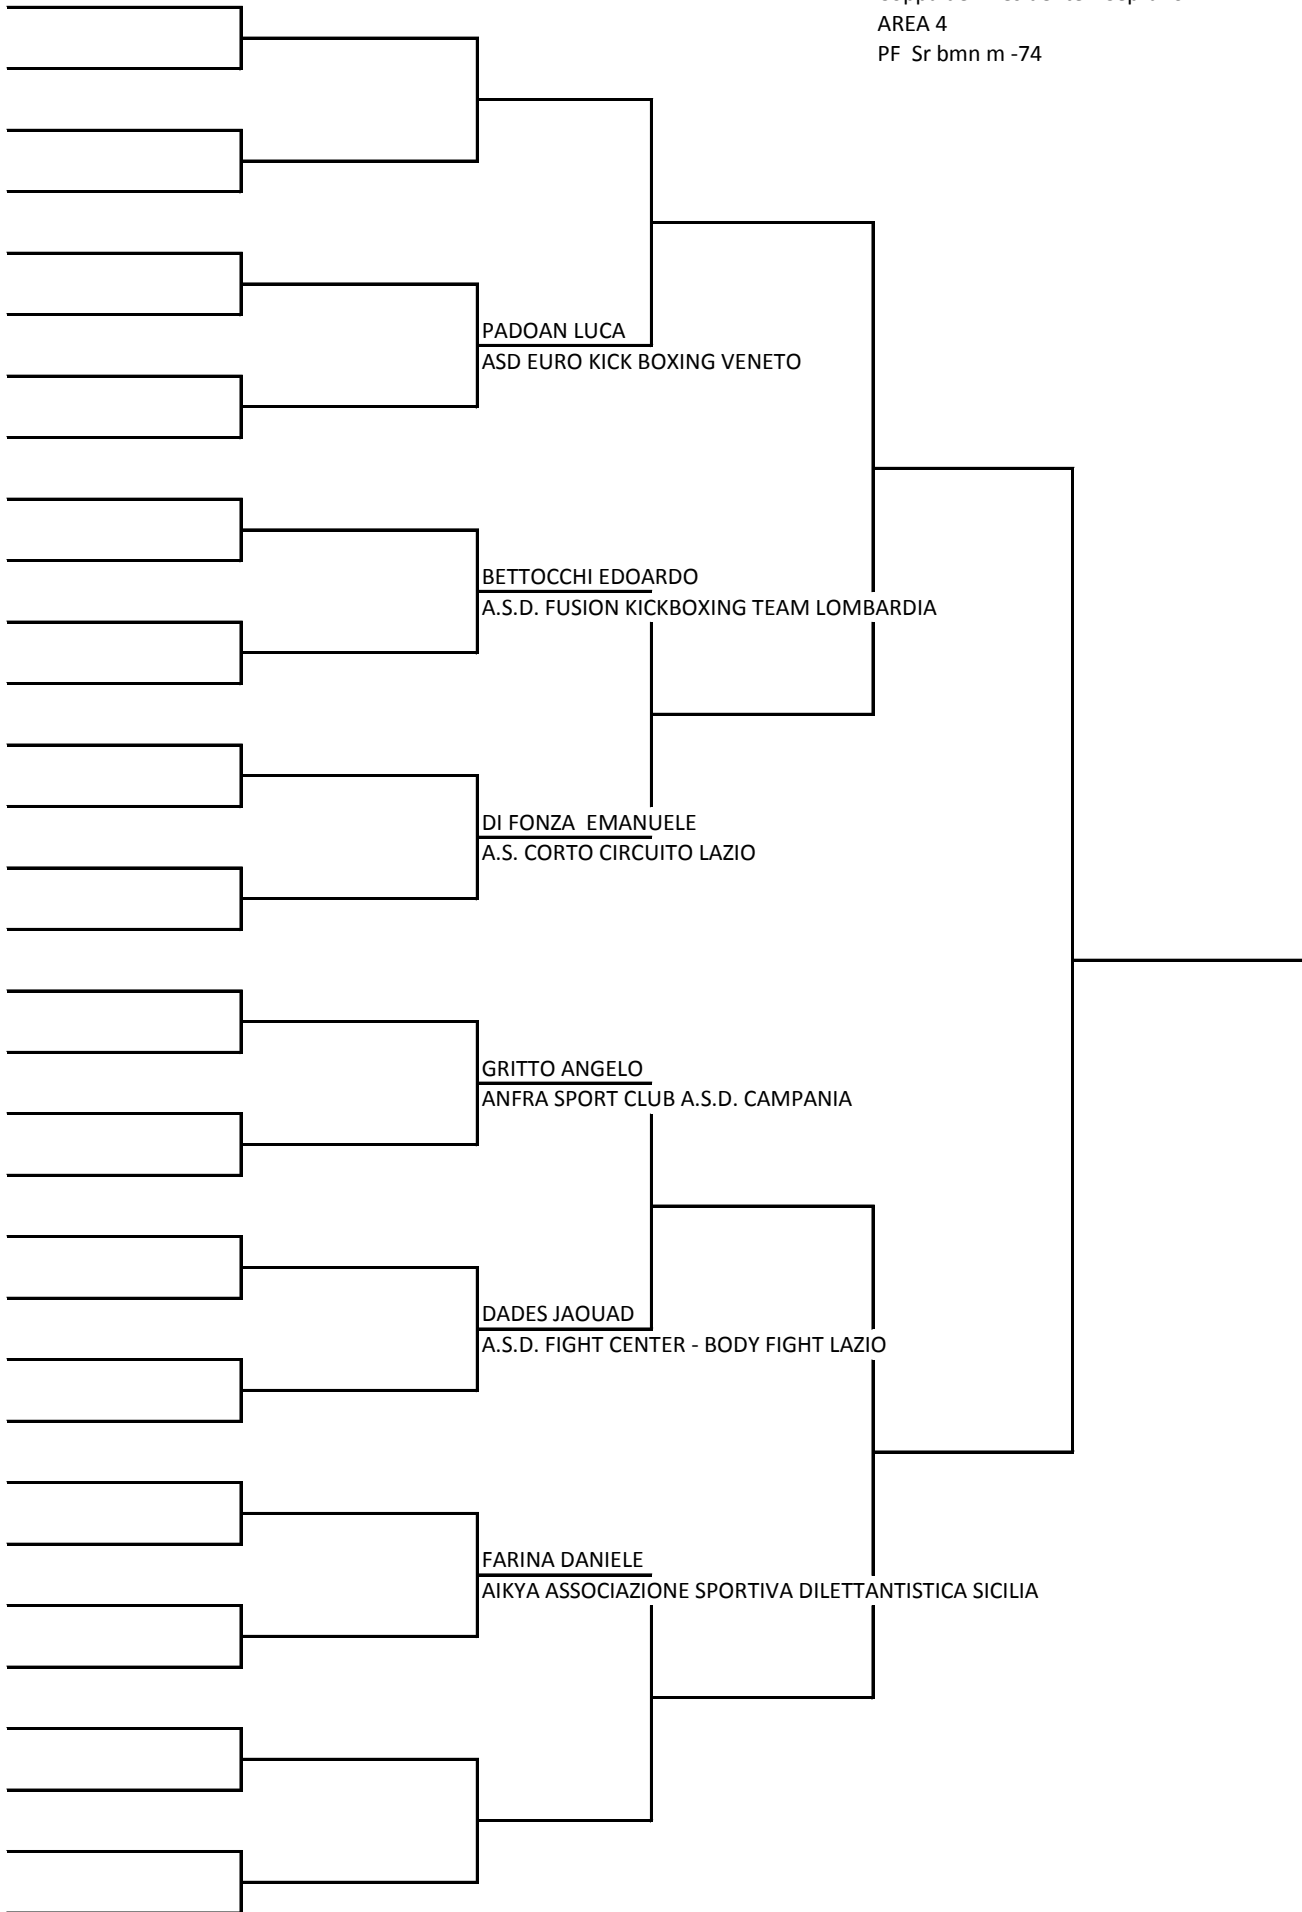 AREA 4
PF  Sr bmn m -74
PADOAN LUCA
ASD EURO KICK BOXING VENETO
BETTOCCHI EDOARDO
A.S.D. FUSION KICKBOXING TEAM LOMBARDIA
DI FONZA  EMANUELE
A.S. CORTO CIRCUITO LAZIO
GRITTO ANGELO
ANFRA SPORT CLUB A.S.D. CAMPANIA
DADES JAOUAD
A.S.D. FIGHT CENTER - BODY FIGHT LAZIO
FARINA DANIELE
AIKYA ASSOCIAZIONE SPORTIVA DILETTANTISTICA SICILIA